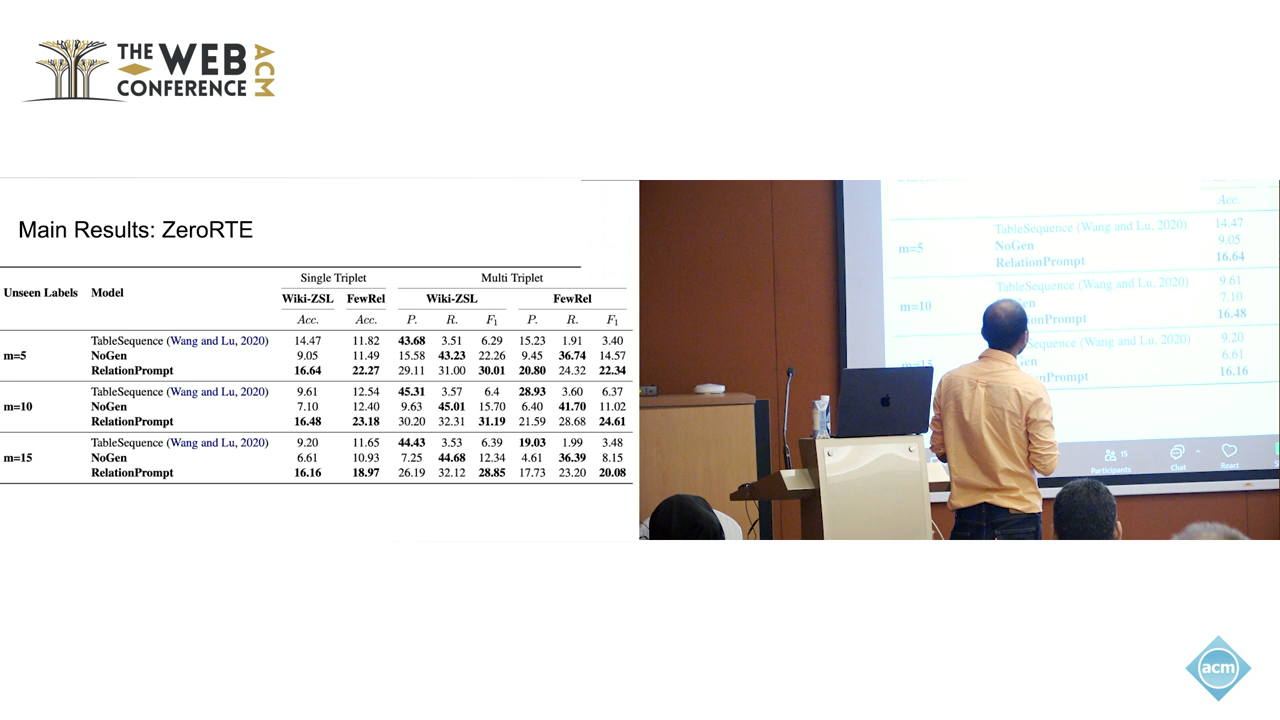 THE WEB
CONFERENCE
ACM
Main Results: ZeroRTE
Single Triplet Multi Triplet
Unseen Labels Model Wiki-ZSL FewRel Wiki-ZSL FewRel
Acc. Acc. P. R. F1 P. R. F1
TableSequence (Wang and Lu, 2020) 14.47 11.82 43.68 3.51 6.29 15.23 1.91 3.40
m=5 NoGen 9.05 11.49 15.58 43.23 22.26 9.45 36.74 14.57
RelationPrompt 16.64 22.27 29.11 31.00 30.01 20.80 24.32 22.34
TableSequence (Wang and Lu, 2020) 9.61 12.54 45.31 3.57 6.4 28.93 3.60 6.37
m=10 NoGen 7.10 12.40 9.63 45.01 15.70 6.40 41.70 11.02
RelationPrompt 16.48 23.18 30.20 32.31 31.19 21.59 28.68 24.61
TableSequence (Wang and Lu, 2020) 9.20 11.65 44.43 3.53 6.39 19.03 1.99 3.48
m=15 NoGen 6.61 10.93 7.25 44.68 12.34 4.61 36.39 8.15
RelationPrompt 16.16 18.97 26.19 32.12 28.85 17.73 23.20 20.08
Acc.
TableSequence (Wang and Lu, 2020) 14.47
m=5 NoGen 9.05
RelationPrompt 16.64
TableSequence (Wang and Lu, 2020) 9.61
m=10 7.10
16.48
Sequence (Wang and Lu, 2020) 9.20
6.61
Prompt 16.16
15
Participants Chat React
acm